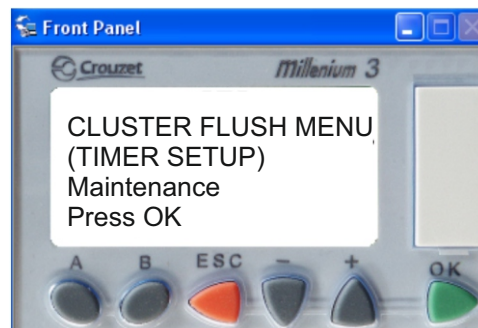 Front Panel
Crouzet Millenium 3
CLUSTER FLUSH MENU
(TIMER SETUP)
Maintenance
Press OK
A B ESC - + OK